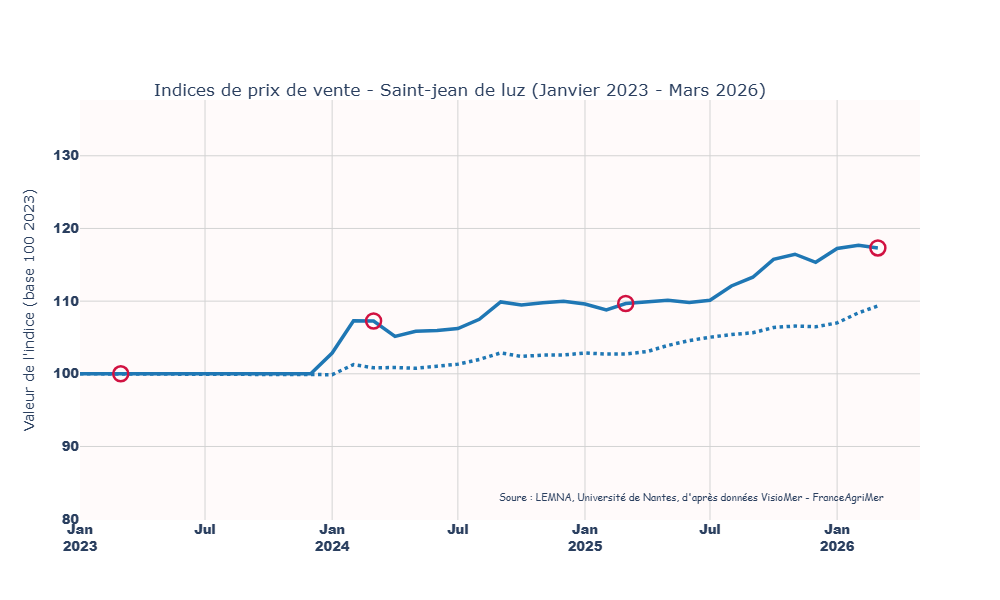 Indices de prix de vente - Saint-jean de luz (Janvier 2023 - Mars 2026)
Valeur de l'indice (base 100 2023)
130
120
110
100
90
80
Soure : LEMNA, Université de Nantes, d'après données VisioMer - FranceAgriMer
Jan Jul Jan Jul Jan Jul Jan
2023 2024 2025 2026